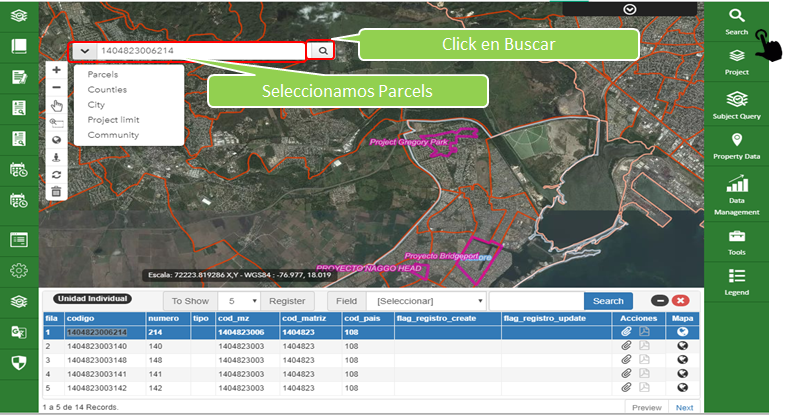 1404823006214
Click en Buscar
Parcels
Counties
City
Project limit
Community
Seleccionamos Parcels
Project Gregory Park
Proyecto Bridgeport
PROYECTO NAGGO HEAD
Escala: 72223.819286 X,Y - WGS84 : -76.977, 18.019
Search
Project
Subject Query
Property Data
Data
Management
Tools
Legend
Unidad Individual To Show 5 Register Field [Seleccionar] Search
fila codigo numero tipo cod_mz cod_matriz cod_pais flag_registro_create flag_registro_update Acciones Mapa
1 1404823006214 214 1404823006 1404823 108
2 1404823003140 140 1404823003 1404823 108
3 1404823003148 148 1404823003 1404823 108
4 1404823003141 141 1404823003 1404823 108
5 1404823003142 142 1404823003 1404823 108
1 a 5 de 14 Records. Preview Next